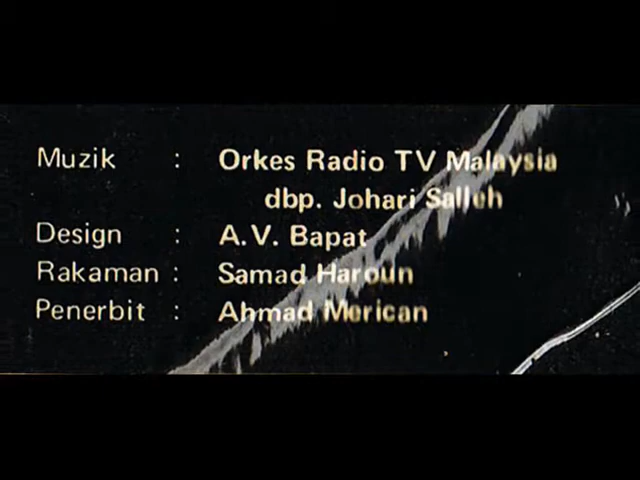 Muzik : Orkes Radio TV Malaysia
dbp. Johari Salleh
Design : A.V. Bapat
Rakaman : Samad Haroun
Penerbit : Ahmad Merican